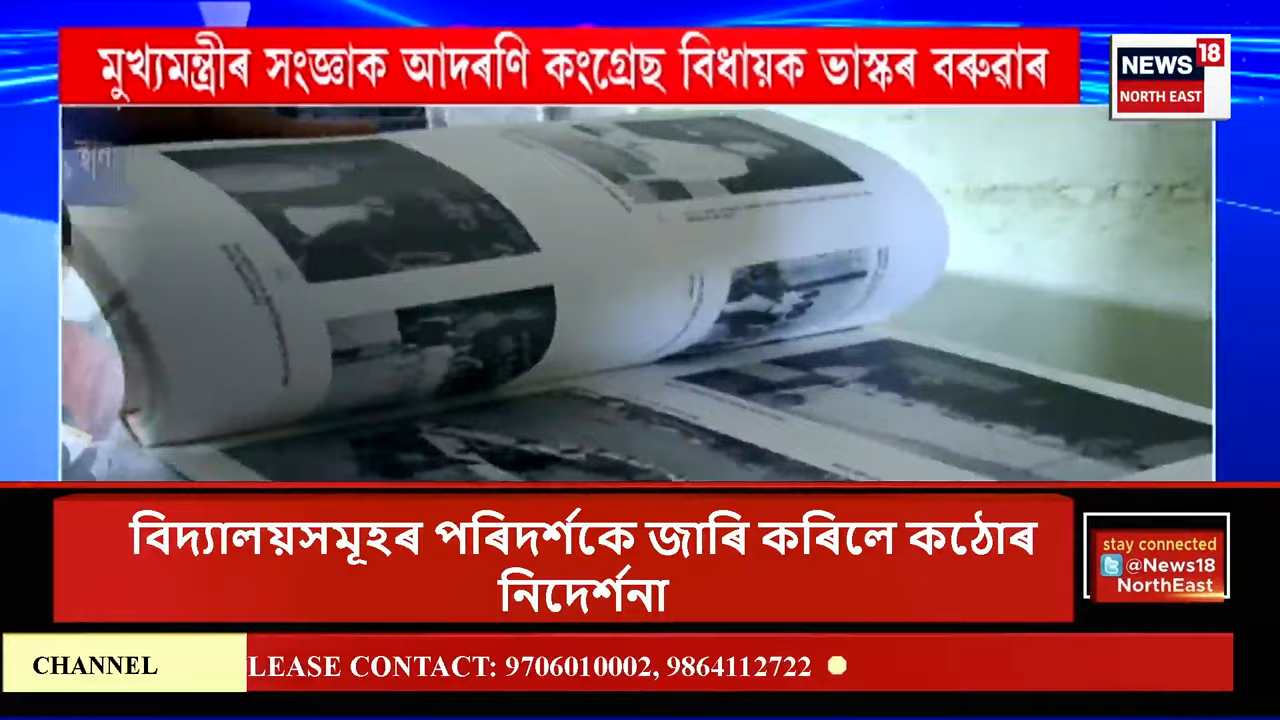 মুখ্যমন্ত্ৰীৰ সংজ্ঞাক আদৰণি কংগ্ৰেছ বিধায়ক ভাস্কৰ বৰুৱাৰ
NEWS 18
NORTH EAST
বিদ্যালয়সমূহৰ পৰিদৰ্শকে জাৰি কৰিলে কঠোৰ
নিদেৰ্শনা
stay connected
@News18
NorthEast
CHANNEL
LEASE CONTACT: 9706010002, 9864112722